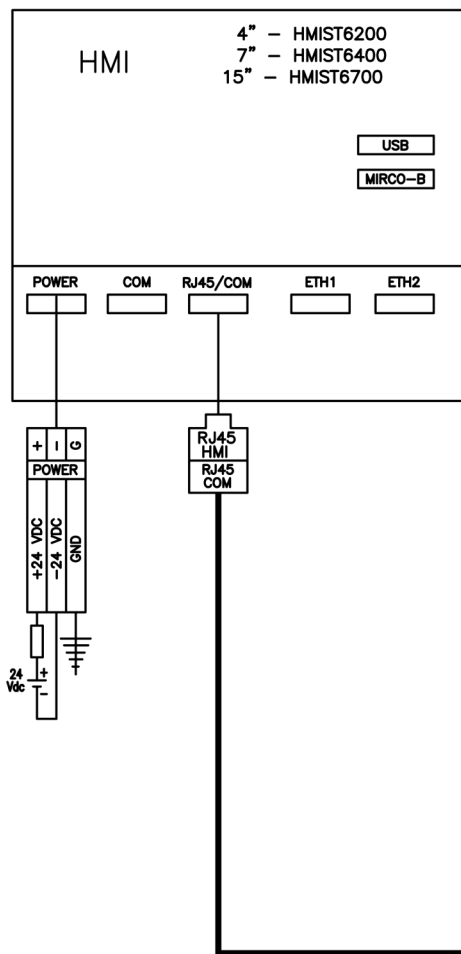 HMI
4” – HMIST6200
7” – HMIST6400
15” – HMIST6700
USB
MIRCO–B
POWER
COM
RJ45/COM
ETH1
ETH2
+
–
G
POWER
+24 VDC
–24 VDC
GND
RJ45
HMI
RJ45
COM
24
Vdc
+
–